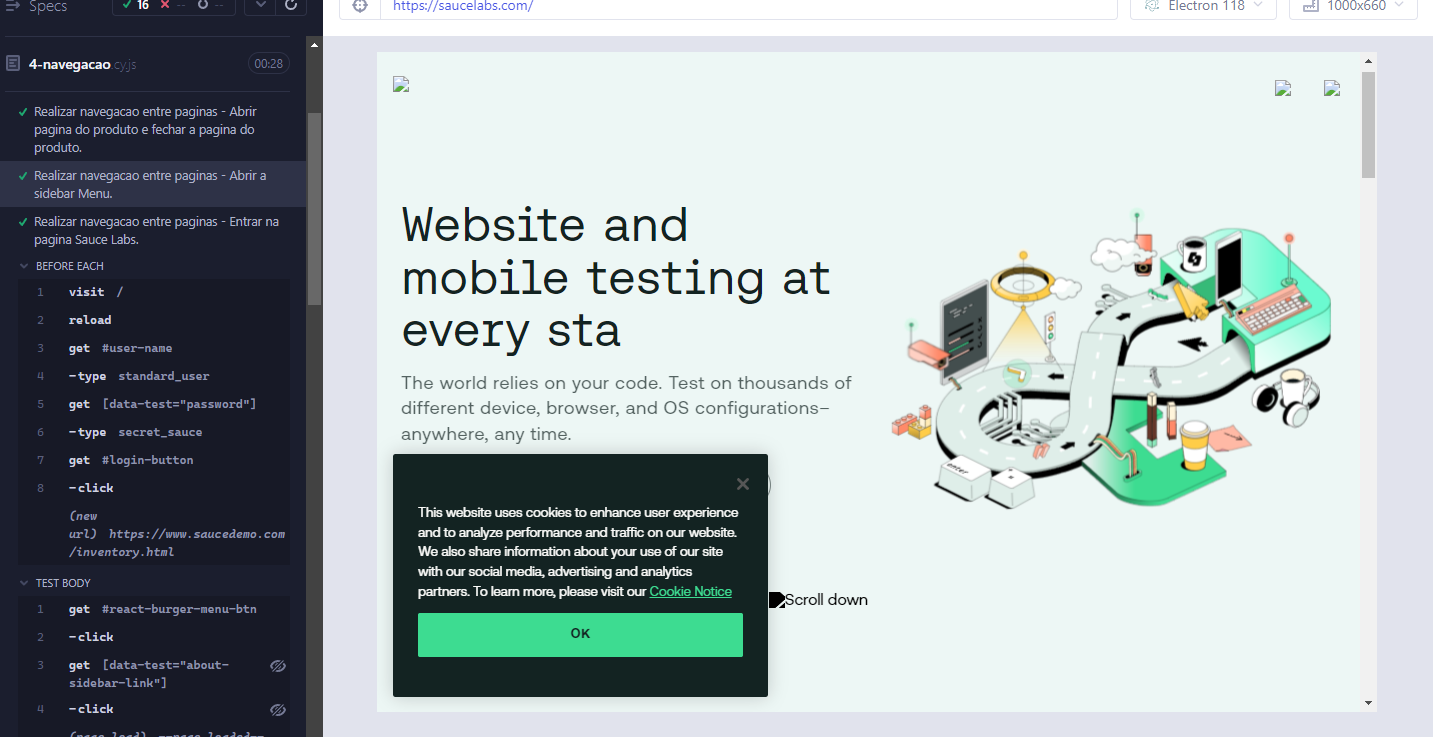 Specs
16
--
--
https://saucelabs.com/
Electron 118
1000x660
4-navegacao.cy.js
00:28
Realizar navegacao entre paginas - Abrir
pagina do produto e fechar a pagina do
produto.
Realizar navegacao entre paginas - Abrir a
sidebar Menu.
Realizar navegacao entre paginas - Entrar na
pagina Sauce Labs.
BEFORE EACH
1 visit /
2 reload
3 get #user-name
4 -type standard_user
5 get [data-test="password"]
6 -type secret_sauce
7 get #login-button
8 -click
(new
url) https://www.saucedemo.com
/inventory.html
TEST BODY
1 get #react-burger-menu-btn
2 -click
3 get [data-test="about-
sidebar-link"]
4 -click
(page load) --page loaded--
Website and
mobile testing at
every sta
The world relies on your code. Test on thousands of
different device, browser, and OS configurations–
anywhere, any time.
enter
This website uses cookies to enhance user experience
and to analyze performance and traffic on our website.
We also share information about your use of our site
with our social media, advertising and analytics
partners. To learn more, please visit our Cookie Notice
OK
Scroll down